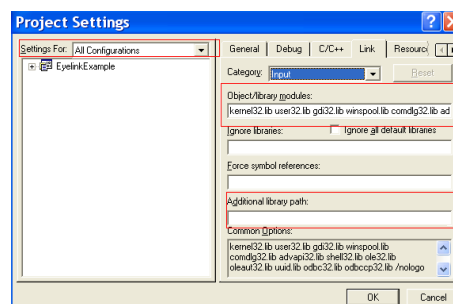 Project Settings
Settings For: All Configurations
EyelinkExample
General Debug C/C++ Link Resourc
Category: Input Reset
Object/library modules:
kernel32.lib user32.lib gdi32.lib winspool.lib comdlg32.lib ad
Ignore libraries: Ignore all default libraries
Force symbol references:
Additional library path:
Common Options:
kernel32.lib user32.lib gdi32.lib winspool.lib
comdlg32.lib advapi32.lib shell32.lib ole32.lib
oleaut32.lib uuid.lib odbc32.lib odbccp32.lib /nologo
OK Cancel